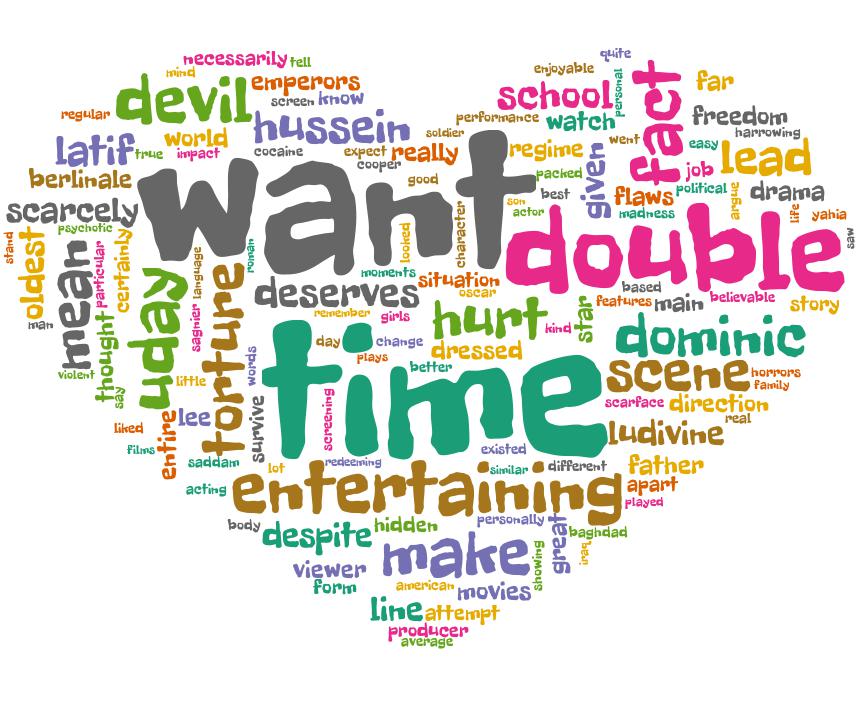 quite
necessarily
tell
mind
enjoyable
devil
emperors
screen
know
school
personal
fact
far
regular
hussein
performance
watch
freedom
latif
true
world
impact
cocaine
soldier
expect
really
cooper
regime
went
harrowing
easy
lead
berlinale
good
packed
given
job
political
drama
scarcely
want
son
actor
best
flaws
madness
argue
life
yahia
saw
stand
oldest
psychotic
mean
particular
certainly
language
roman
looked
character
double
man
uday
torture
moments
situation
oscar
deserves
based
features
main
believable
story
remember
girls
thought
sagnier
hurt
kind
star
dominic
day
change
plays
dressed
time
better
violent
say
little
words
scene
horrors
family
liked
entire
lee
survive
screening
scarface
direction
real
ludivine
films
saddam
lot
redeeming
existed
similar
different
father
acting
entertaining
apart
played
body
despite
hidden
personally
great
baghdad
iraq
viewer
make
showing
form
american
movies
line
attempt
producer
average